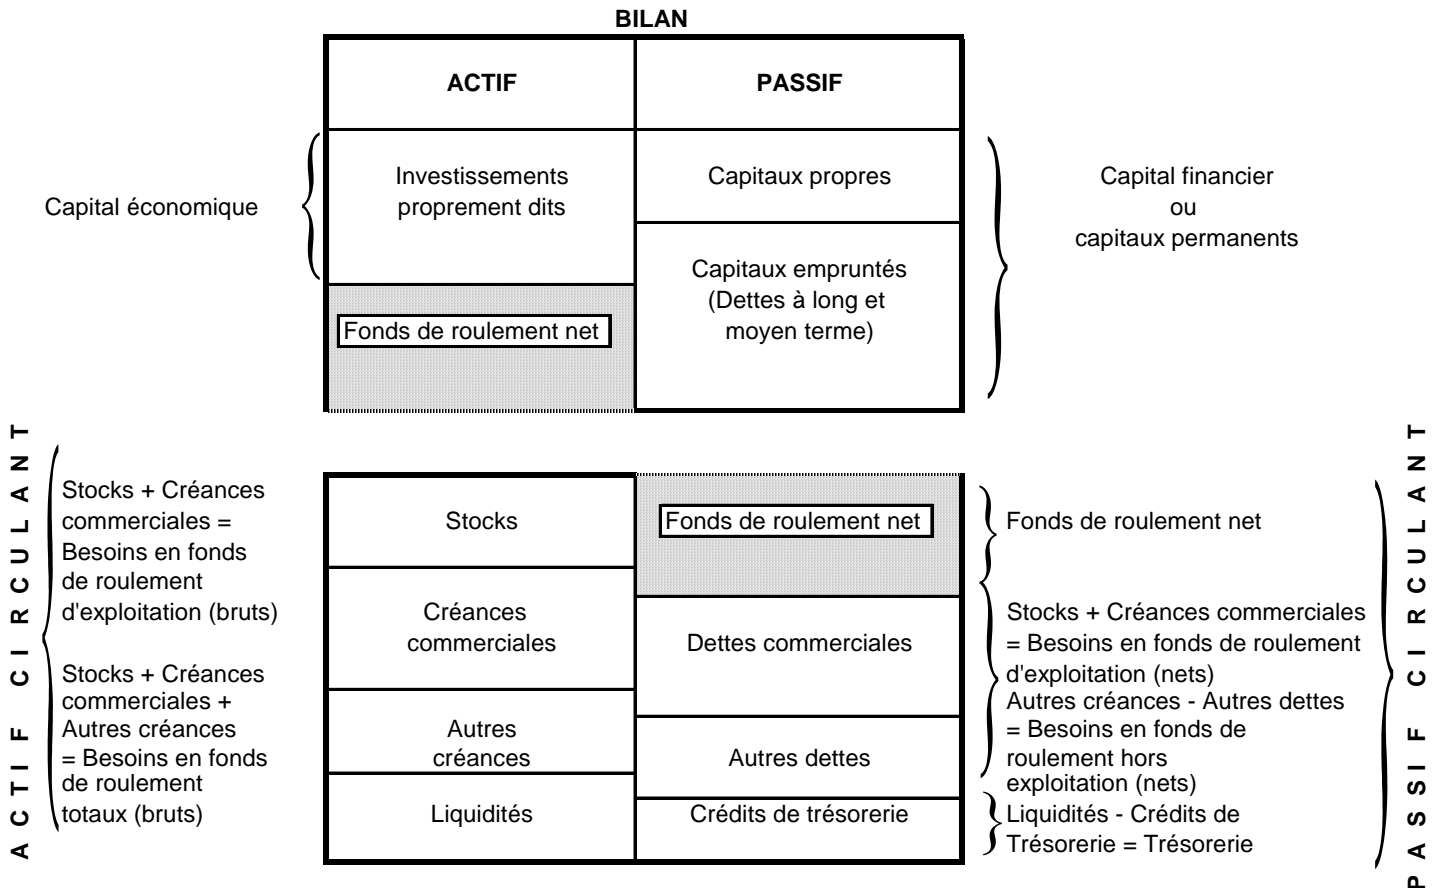 BILAN
ACTIF
PASSIF
Capital économique
Investissements
proprement dits
Capitaux propres
Capital financier
ou
capitaux permanents
Capitaux empruntés
(Dettes à long et
moyen terme)
Fonds de roulement net
ACTIF CIRCULANT
Stocks + Créances
commerciales =
Besoins en fonds
de roulement
d'exploitation (bruts)
Stocks + Créances
commerciales +
Autres créances
= Besoins en fonds
de roulement
totaux (bruts)
Stocks
Créances
commerciales
Autres
créances
Liquidités
Fonds de roulement net
Dettes commerciales
Autres dettes
Crédits de trésorerie
Fonds de roulement net
Stocks + Créances commerciales
= Besoins en fonds de roulement
d'exploitation (nets)
Autres créances - Autres dettes
= Besoins en fonds de
roulement hors
exploitation (nets)
Liquidités - Crédits de
Trésorerie = Trésorerie
PASSIF CIRCULANT